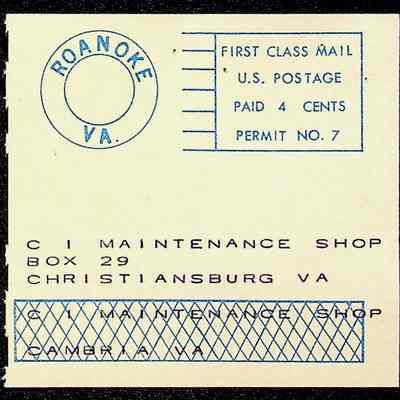 ROANOKE
VA.
FIRST CLASS MAIL
U.S. POSTAGE
PAID 4 CENTS
PERMIT NO. 7
C I MAINTENANCE SHOP
BOX 29
CHRISTIANSBURG VA
C I MAINTENANCE SHOP
CAMBRIA VA